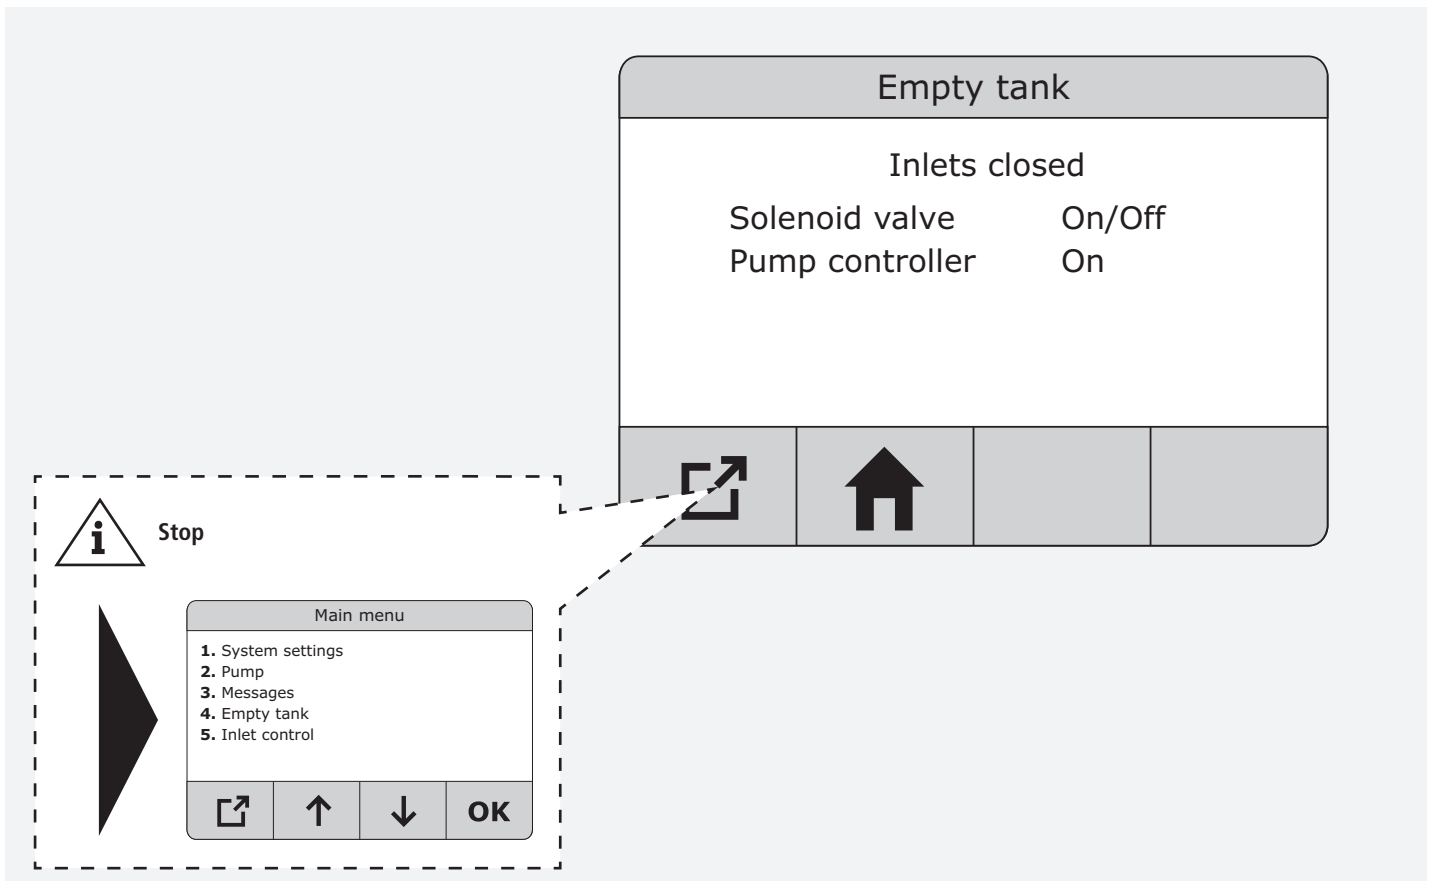 Empty tank
Inlets closed
Solenoid valve On/Off
Pump controller On
i Stop
Main menu
1. System settings
2. Pump
3. Messages
4. Empty tank
5. Inlet control
OK